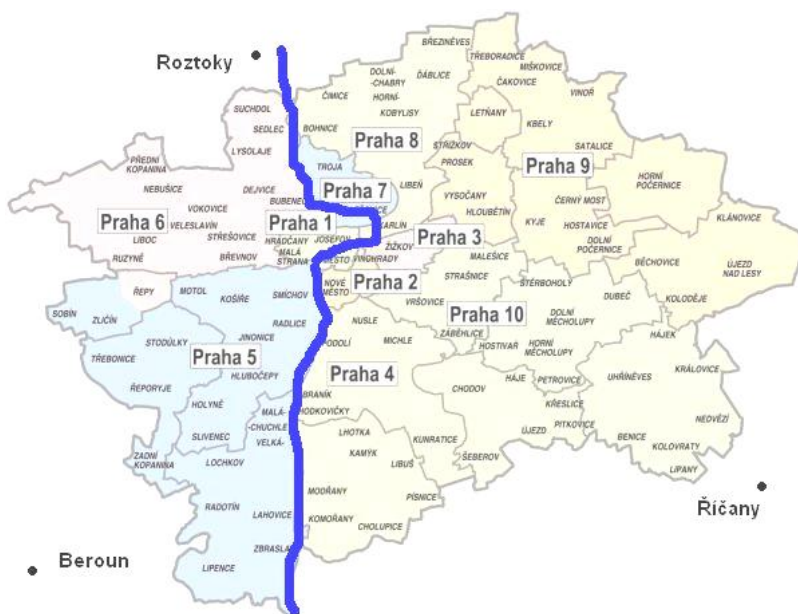 Roztoky
BŘEZINĚVES
TŘEBORADICE
MIŠKOVICE
DOLNÍ-
CHABRY
ĎÁBLICE
ČAKOVICE
VINOŘ
ČIMICE
HORNÍ-
KOBYLISY
SUCHDOL
LETŇANY
SEDLEC
BOHNICE
KBELY
Praha 8
STŘÍŽKOV
SATALICE
LYSOLAJE
PŘEDNÍ
KOPANINA
TROJA
PROSEK
Praha 9
HORNÍ
POČERNICE
NEBUŠICE
DEJVICE
Praha 7
LIBEŇ
VYSOČANY
ČERNÝ MOST
BUBENEČ
VOKOVICE
HLOUBĚTÍN
KLÁNOVICE
Praha 6
Praha 1
KARLIN
KYJE
HOSTAVICE
VELESLAVÍN
LIBOC
STŘEŠOVICE
HRADČANY
JOSEFOV
Praha 3
ŽIŽKOV
DOLNÍ
POČERNICE
RUZYNĚ
BŘEVNOV
MALÁ
STRANA
MĚSTO
VINOHRADY
MALEŠICE
BĚCHOVICE
ÚJEZD
NAD LESY
STRAŠNICE
ŘEPY
MOTOL
KOŠÍŘE
SMÍCHOV
NOVÉ
MĚSTO
Praha 2
ŠTĚRBOHOLY
DUBEČ
KOLODĚJE
VRŠOVICE
Praha 10
SOBÍN
ZLIČÍN
RADLICE
NUSLE
DOLNÍ
MĚCHOLUPY
ZÁBĚHLICE
HÁJEK
STODŮLKY
JINONICE
PODOLÍ
MICHLE
HOSTIVAŘ
HORNÍ
MĚCHOLUPY
TŘEBONICE
Praha 5
KRÁLOVICE
HLUBOČEPY
Praha 4
HÁJE
PETROVICE
UHŘÍNĚVES
ŘEPORYJE
CHODOV
BRANÍK
HODKOVIČKY
KŘESLICE
HOLYNĚ
MALÁ-
CHUCHLE
VELKÁ-
PITKOVICE
NEDVĚZÍ
SLIVENEC
LHOTKA
KUNRATICE
ÚJEZD
BENICE
KOLOVRATY
ZADNÍ
KOPANINA
LOCHKOV
KAMÝK
LIBUŠ
ŠEBEROV
LIPANY
MODŘANY
PÍSNICE
RADOTÍN
LAHOVICE
KOMOŘANY
CHOLUPICE
Říčany
ZBRASLA
Beroun
LIPENCE